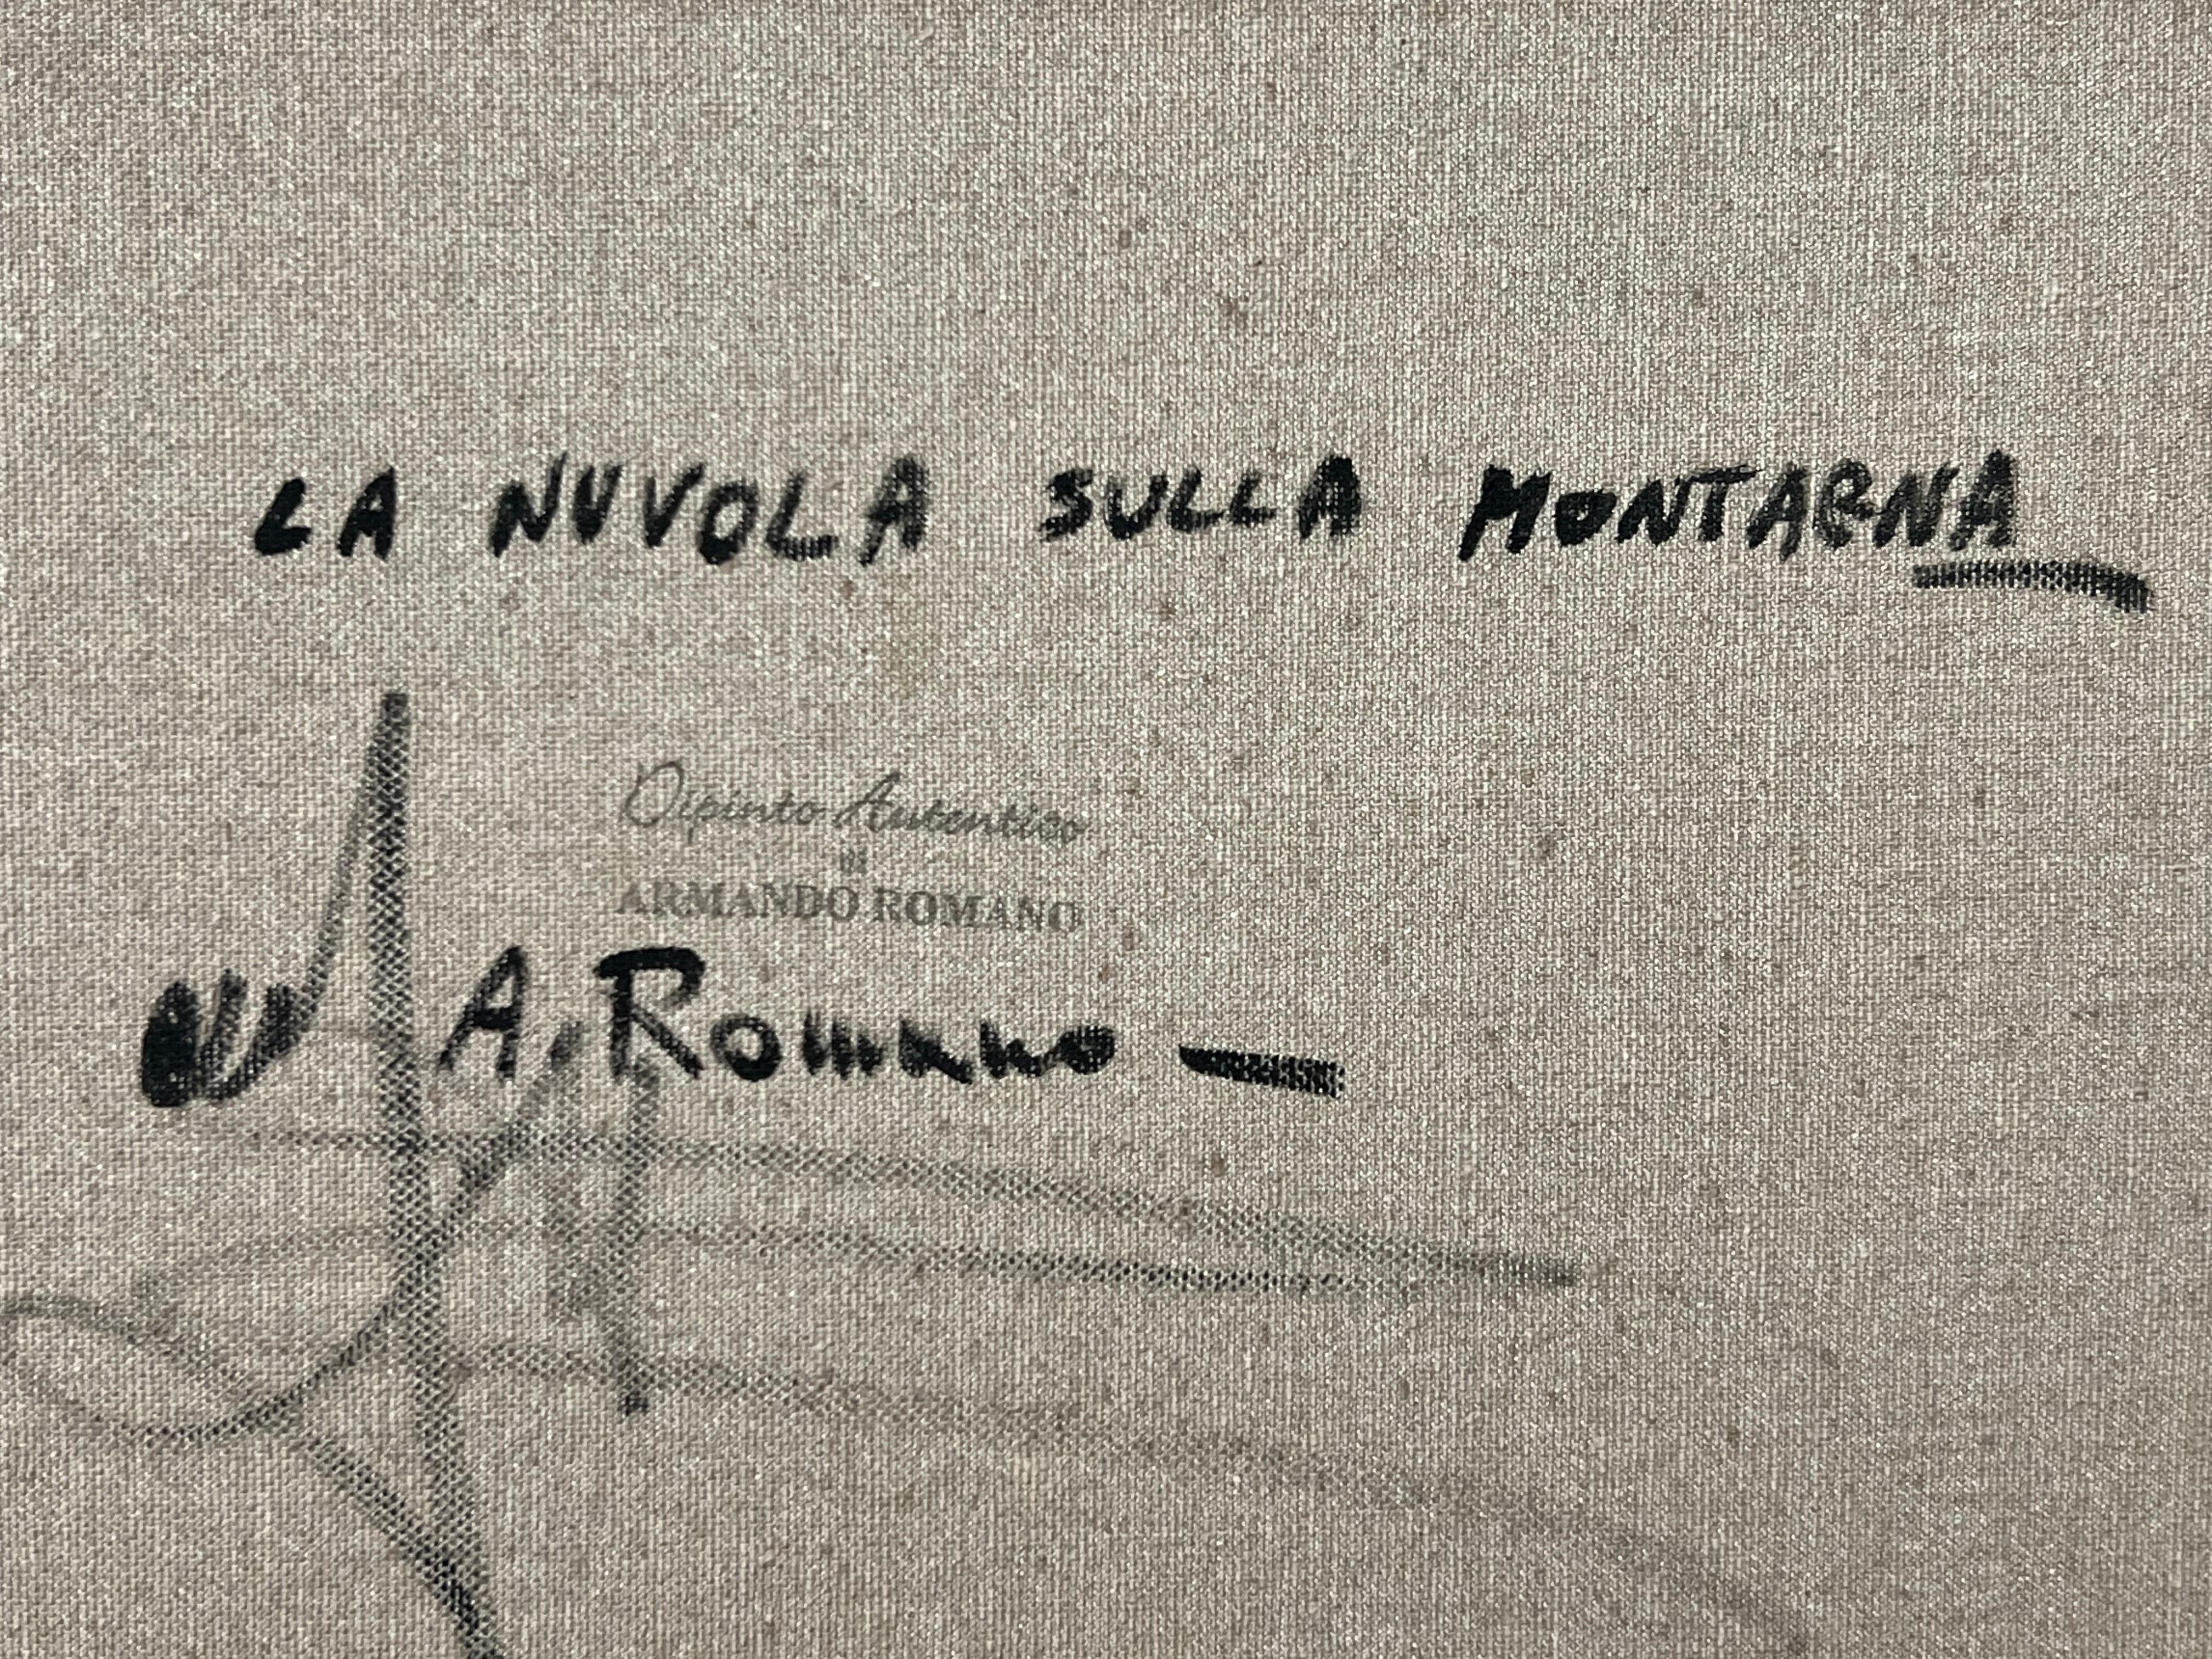 LA NUVOLA SULLA MONTAGNA
Dipinto Autentico
di
ARMANDO ROMANO
A. Romano